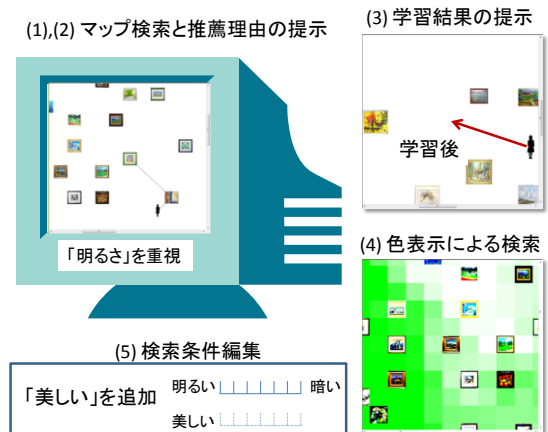 (1),(2) マップ検索と推薦理由の提示
「明るさ」を重視
(3) 学習結果の提示
学習後
(4) 色表示による検索
(5) 検索条件編集
「美しい」を追加
明るい 暗い
美しい